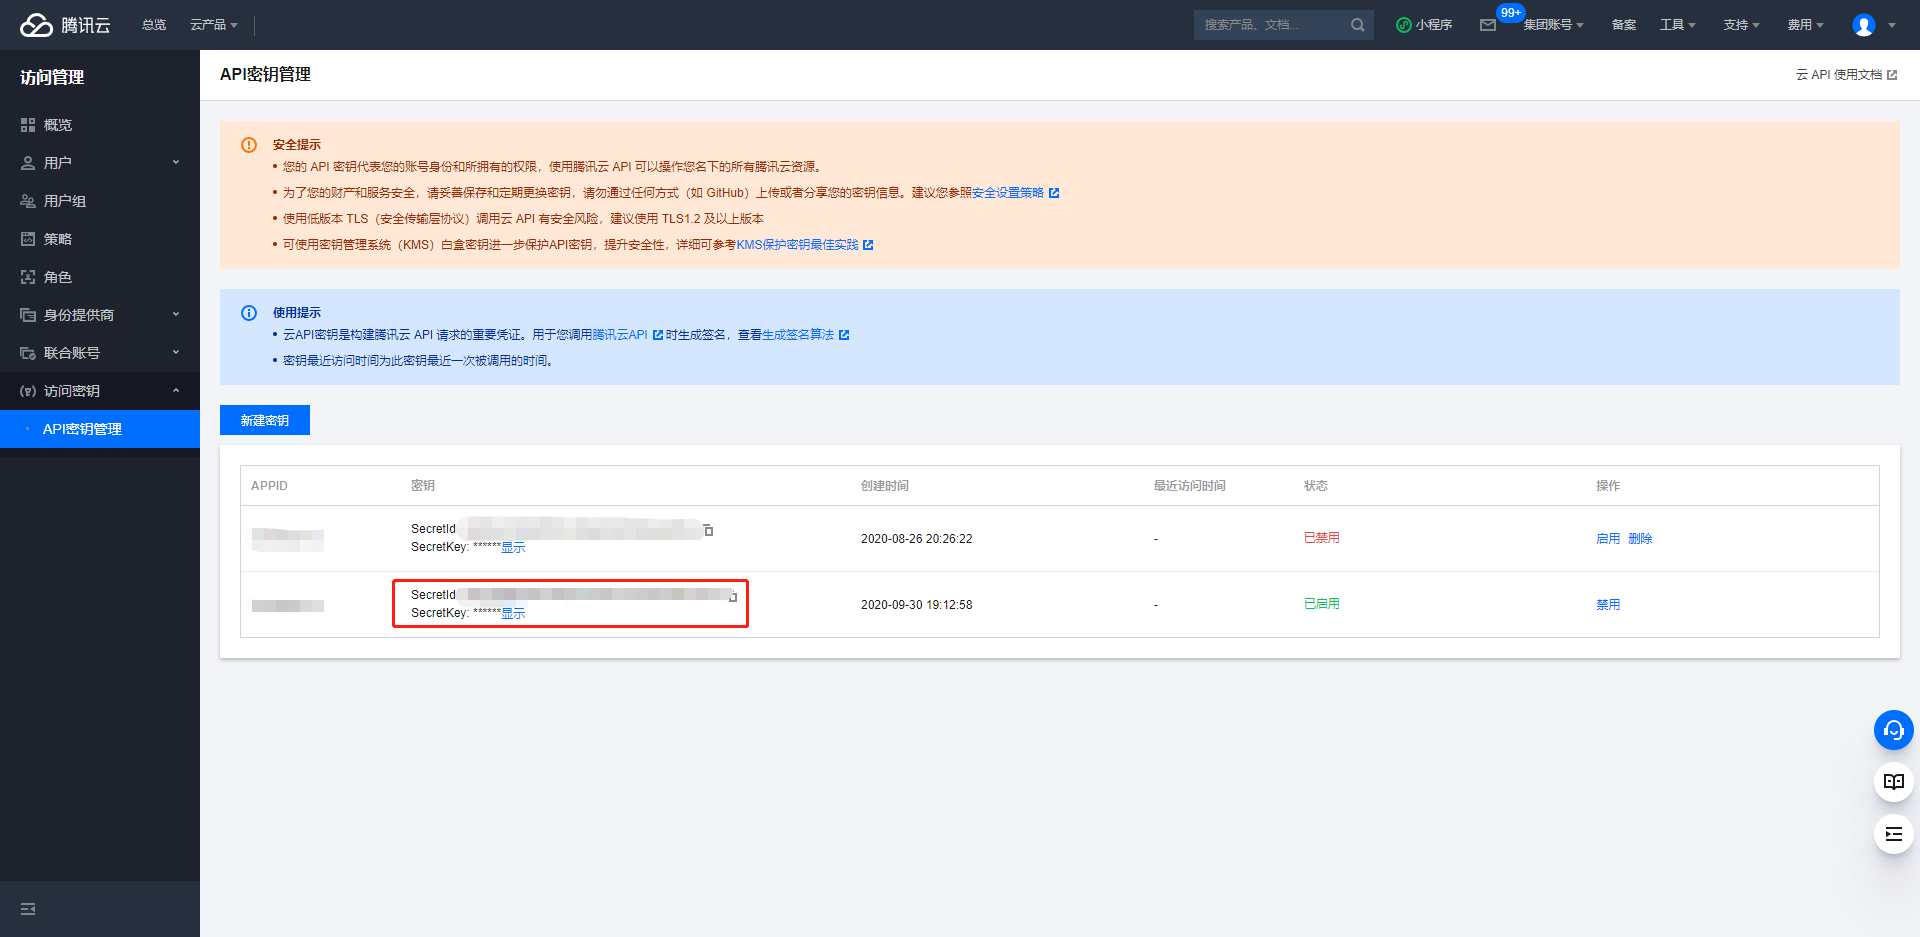 腾讯云 总览 云产品 搜索产品、文档... 小程序 99+ 集团账号 备案 工具 支持 费用
访问管理
概览
用户
用户组
策略
角色
身份提供商
联合账号
访问密钥
API密钥管理
API密钥管理 云 API 使用文档
安全提示
• 您的 API 密钥代表您的账号身份和所拥有的权限，使用腾讯云 API 可以操作您名下的所有腾讯云资源。
• 为了您的财产和服务安全，请妥善保存和定期更换密钥，请勿通过任何方式（如 GitHub）上传或者分享您的密钥信息。建议您参照安全设置策略
• 使用低版本 TLS（安全传输层协议）调用云 API 有安全风险，建议使用 TLS1.2 及以上版本
• 可使用密钥管理系统（KMS）白盒密钥进一步保护API密钥，提升安全性，详细可参考KMS保护密钥最佳实践
使用提示
• 云API密钥是构建腾讯云 API 请求的重要凭证。用于您调用腾讯云API 时生成签名，查看生成签名算法
• 密钥最近访问时间为此密钥最近一次被调用的时间。
新建密钥
APPID 密钥 创建时间 最近访问时间 状态 操作
SecretId
SecretKey: ******显示 2020-08-26 20:26:22 - 已禁用 启用 删除
SecretId
SecretKey: ******显示 2020-09-30 19:12:58 - 已启用 禁用